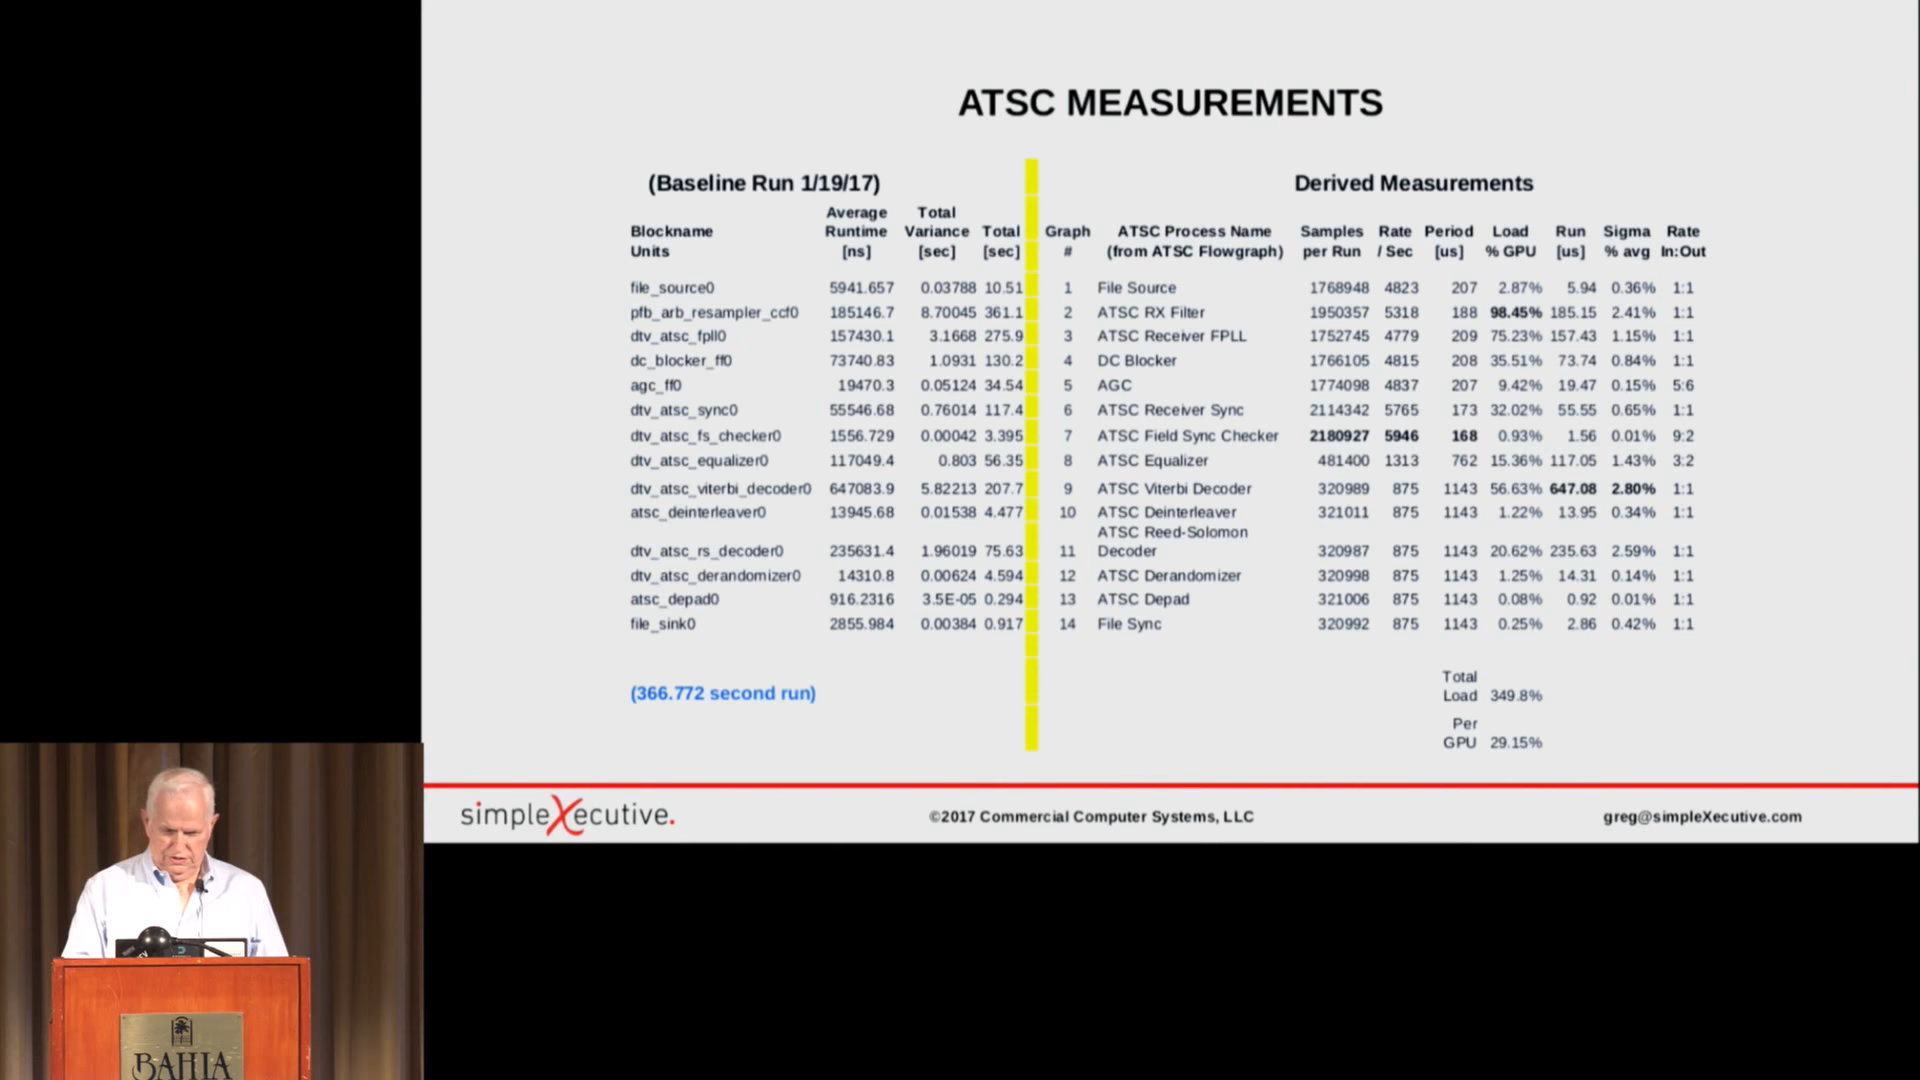 ATSC MEASUREMENTS
(Baseline Run 1/19/17)
Derived Measurements
Average Total
Blockname Runtime Variance Total Graph ATSC Process Name Samples Rate Period Load Run Sigma Rate
Units [ns] [sec] [sec] # (from ATSC Flowgraph) per Run / Sec [us] % GPU [us] % avg In:Out
file_source0 5941.657 0.03788 10.51 1 File Source 1768948 4823 207 2.87% 5.94 0.36% 1:1
pfb_arb_resampler_ccf0 185146.7 8.70045 361.1 2 ATSC RX Filter 1950357 5318 188 98.45% 185.15 2.41% 1:1
dtv_atsc_fpll0 157430.1 3.1668 275.9 3 ATSC Receiver FPLL 1752745 4779 209 75.23% 157.43 1.15% 1:1
dc_blocker_ff0 73740.83 1.0931 130.2 4 DC Blocker 1766105 4815 208 35.51% 73.74 0.84% 1:1
agc_ff0 19470.3 0.05124 34.54 5 AGC 1774098 4837 207 9.42% 19.47 0.15% 5:6
dtv_atsc_sync0 55546.68 0.76014 117.4 6 ATSC Receiver Sync 2114342 5765 173 32.02% 55.55 0.65% 1:1
dtv_atsc_fs_checker0 1556.729 0.00042 3.395 7 ATSC Field Sync Checker 2180927 5946 168 0.93% 1.56 0.01% 9:2
dtv_atsc_equalizer0 117049.4 0.803 56.35 8 ATSC Equalizer 481400 1313 762 15.36% 117.05 1.43% 3:2
dtv_atsc_viterbi_decoder0 647083.9 5.82213 207.7 9 ATSC Viterbi Decoder 320989 875 1143 56.63% 647.08 2.80% 1:1
atsc_deinterleaver0 13945.68 0.01538 4.477 10 ATSC Deinterleaver 321011 875 1143 1.22% 13.95 0.34% 1:1
ATSC Reed-Solomon
dtv_atsc_rs_decoder0 235631.4 1.96019 75.63 11 Decoder 320987 875 1143 20.62% 235.63 2.59% 1:1
dtv_atsc_derandomizer0 14310.8 0.00624 4.594 12 ATSC Derandomizer 320998 875 1143 1.25% 14.31 0.14% 1:1
atsc_depad0 916.2316 3.5E-05 0.294 13 ATSC Depad 321006 875 1143 0.08% 0.92 0.01% 1:1
file_sink0 2855.984 0.00384 0.917 14 File Sync 320992 875 1143 0.25% 2.86 0.42% 1:1
(366.772 second run)
Total
Load 349.8%
Per
GPU 29.15%
simpleXecutive.
©2017 Commercial Computer Systems, LLC
greg@simpleXecutive.com
BAHIA